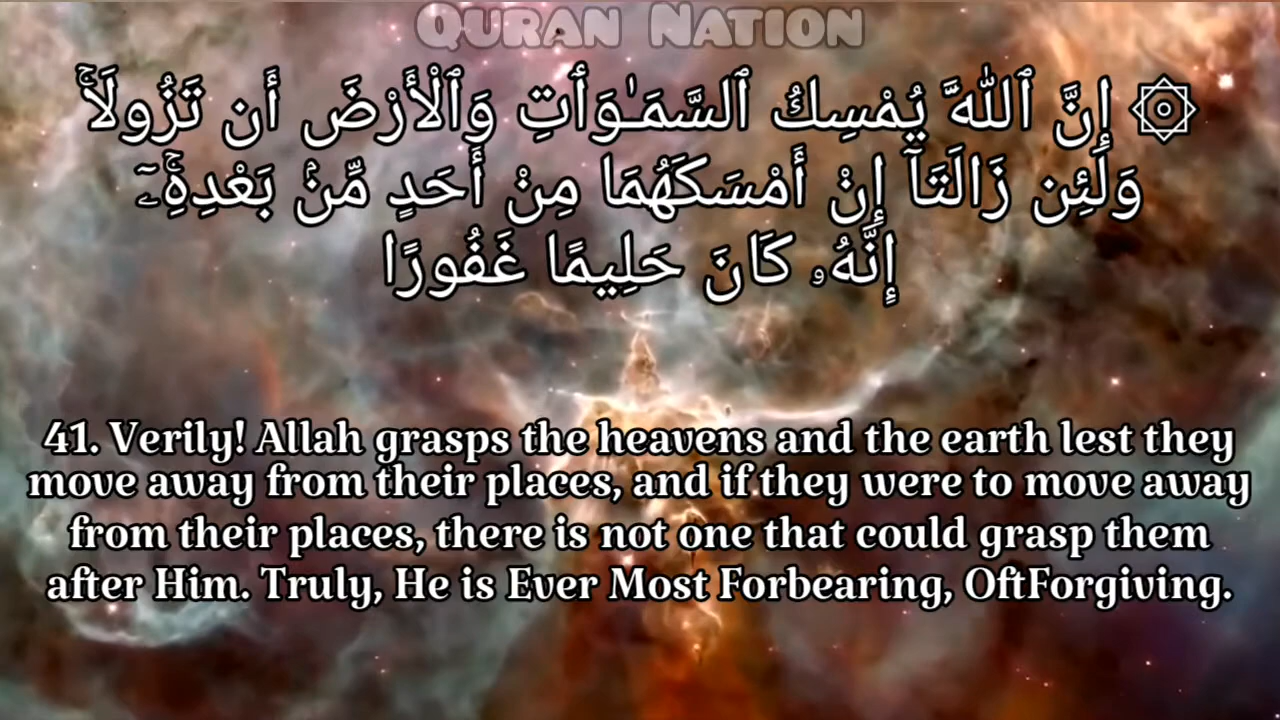 QURAN NATION
۞ إِنَّ ٱللَّهَ يُمْسِكُ ٱلسَّمَـٰوَٰتِ وَٱلْأَرْضَ أَن تَزُولَاۚ
وَلَئِن زَالَتَآ إِنْ أَمْسَكَهُمَا مِنْ أَحَدٍ مِّنۢ بَعْدِهِۦٓۚ
إِنَّهُۥ كَانَ حَلِيمًا غَفُورًا
41. Verily! Allah grasps the heavens and the earth lest they
move away from their places, and if they were to move away
from their places, there is not one that could grasp them
after Him. Truly, He is Ever Most Forbearing, OftForgiving.